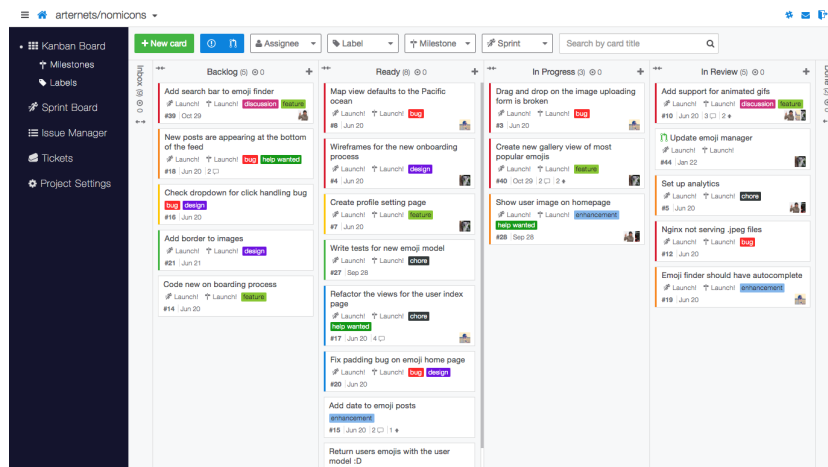 arternets/nomicons
Kanban Board
Milestones
Labels
Sprint Board
Issue Manager
Tickets
Project Settings
+ New card
Assignee
Label
Milestone
Sprint
Search by card title
Inbox (9) 0
Backlog (5) 0
Add search bar to emoji finder
Launch! Launch! discussion feature
#39 Oct 29
New posts are appearing at the bottom
of the feed
Launch! Launch! bug help wanted
#18 Jun 20 2
Check dropdown for click handling bug
bug design
#16 Jun 20
Add border to images
Launch! Launch! design
#21 Jun 21
Code new on boarding process
Launch! Launch! feature
#14 Jun 20
Ready (8) 0
Map view defaults to the Pacific
ocean
Launch! Launch! bug
#8 Jun 20
Wireframes for the new onboarding
process
Launch! Launch! design
#4 Jun 20
Create profile setting page
Launch! Launch! feature
#7 Jun 20
Write tests for new emoji model
Launch! Launch! chore
#27 Sep 28
Refactor the views for the user index
page
Launch! Launch! chore
help wanted
#17 Jun 20 4
Fix padding bug on emoji home page
Launch! Launch! bug design
#20 Jun 20
Add date to emoji posts
enhancement
#15 Jun 20 2 1
Return users emojis with the user
model :D
In Progress (3) 0
Drag and drop on the image uploading
form is broken
Launch! Launch! bug
#3 Jun 20
Create new gallery view of most
popular emojis
Launch! Launch! feature
#40 Oct 29 2 2
Show user image on homepage
Launch! Launch! enhancement
help wanted
#28 Sep 28
In Review (5) 0
Add support for animated gifs
Launch! Launch! discussion feature
#10 Jun 20 3 2
Update emoji manager
Launch! Launch!
#44 Jan 22
Set up analytics
Launch! Launch! chore
#5 Jun 20
Nginx not serving .jpeg files
Launch! Launch! bug
#12 Jun 20
Emoji finder should have autocomplete
Launch! Launch! enhancement
#19 Jun 20